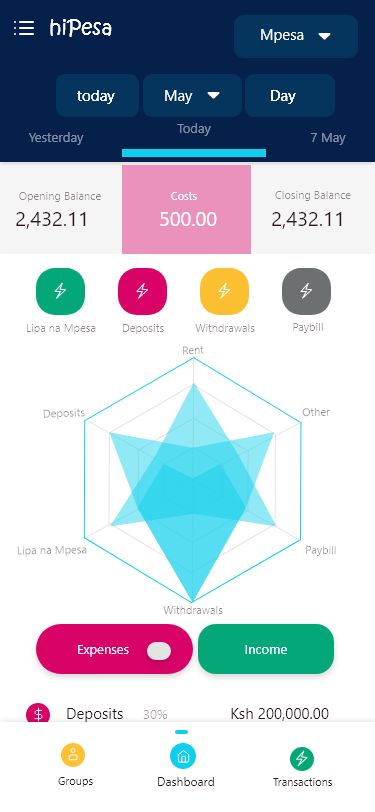 hiPesa
Mpesa
today
May
Day
Yesterday
Today
7 May
Opening Balance
Costs
Closing Balance
2,432.11
500.00
2,432.11
Lipa na Mpesa
Deposits
Withdrawals
Paybill
Rent
Deposits
Other
Lipa na Mpesa
Paybill
Withdrawals
Expenses
Income
$
Deposits
30%
Ksh 200,000.00
Groups
Dashboard
Transactions